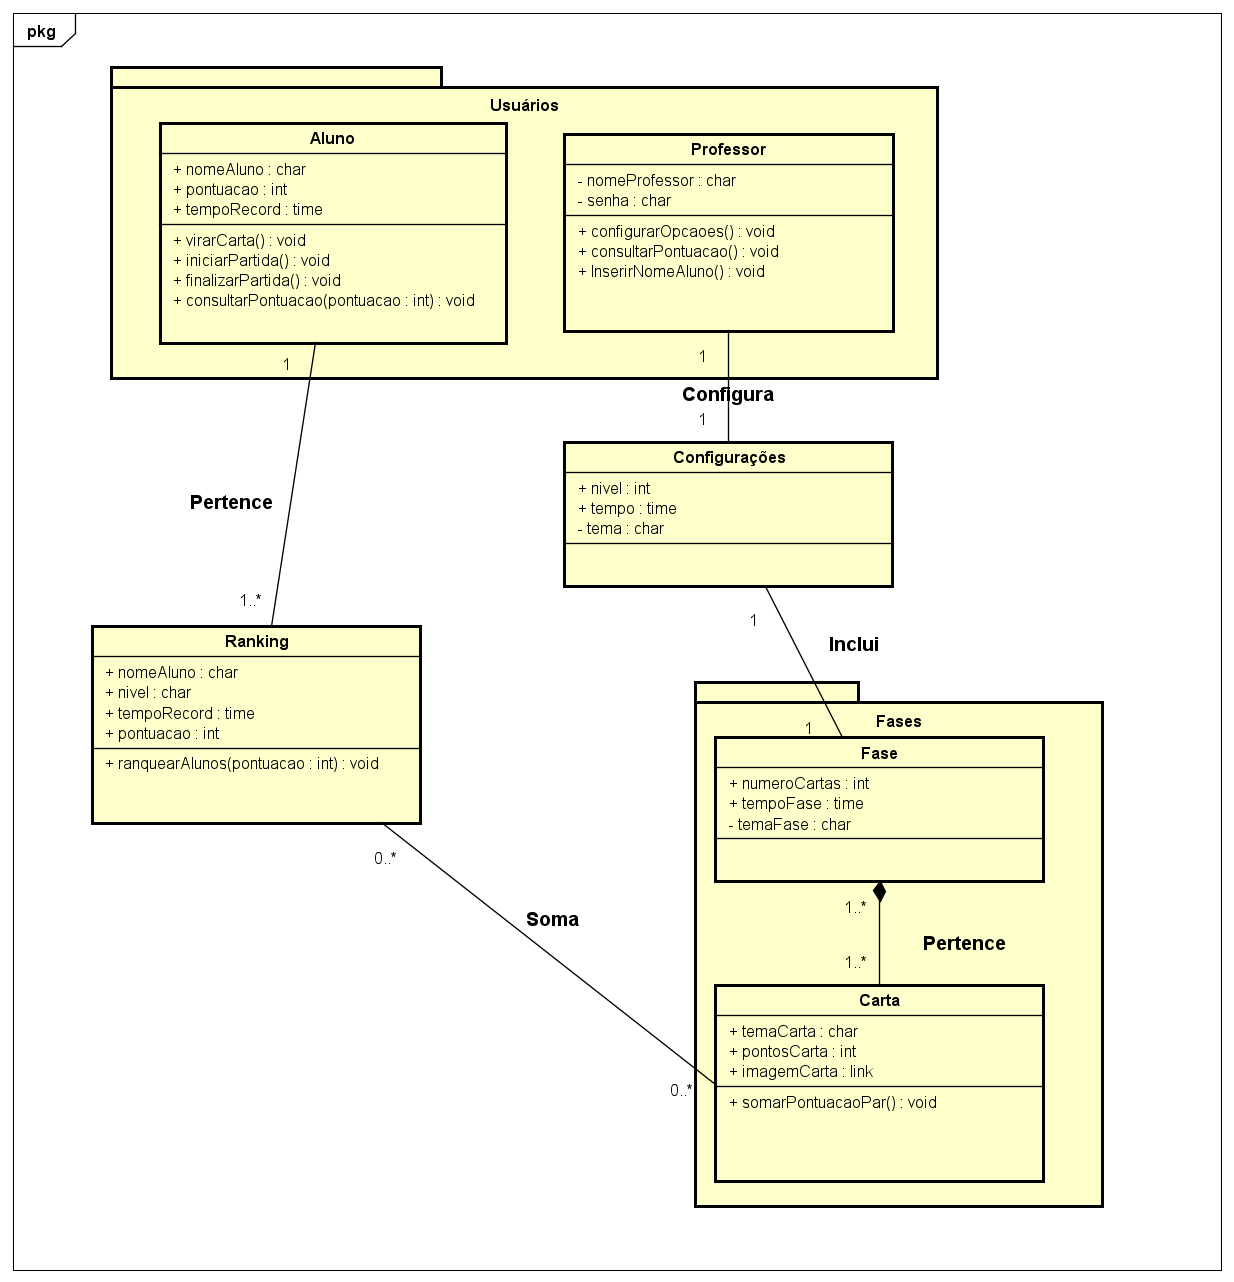 pkg
Usuários
Aluno
+ nomeAluno : char
+ pontuacao : int
+ tempoRecord : time
+ virarCarta() : void
+ iniciarPartida() : void
+ finalizarPartida() : void
+ consultarPontuacao(pontuacao : int) : void
Professor
- nomeProfessor : char
- senha : char
+ configurarOpcaoes() : void
+ consultarPontuacao() : void
+ InserirNomeAluno() : void
1
1
Configura
1
Configurações
+ nivel : int
+ tempo : time
- tema : char
Pertence
1..*
Ranking
+ nomeAluno : char
+ nivel : char
+ tempoRecord : time
+ pontuacao : int
+ ranquearAlunos(pontuacao : int) : void
1
Inclui
1
Fases
Fase
+ numeroCartas : int
+ tempoFase : time
- temaFase : char
0..*
Soma
0..*
1..*
Pertence
1..*
Carta
+ temaCarta : char
+ pontosCarta : int
+ imagemCarta : link
+ somarPontuacaoPar() : void